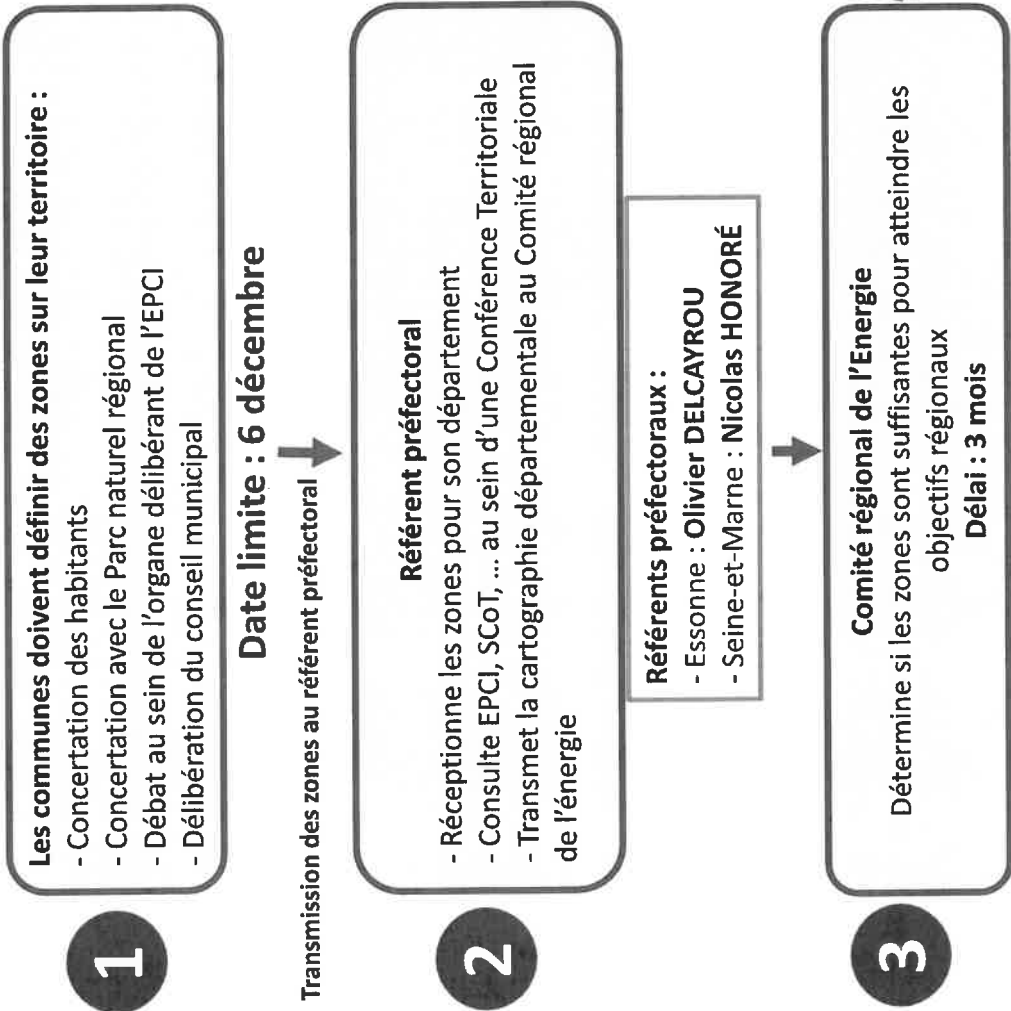 1
Les communes doivent définir des zones sur leur territoire :
- Concertation des habitants
- Concertation avec le Parc naturel régional
- Débat au sein de l'organe délibérant de l'EPCI
- Délibération du conseil municipal
Date limite : 6 décembre
Transmission des zones au référent préfectoral
2
Référent préfectoral
- Réceptionne les zones pour son département
- Consulte EPCI, SCoT, ... au sein d'une Conférence Territoriale
- Transmet la cartographie départementale au Comité régional
de l'énergie
Référents préfectoraux :
- Essonne : Olivier DELCAYROU
- Seine-et-Marne : Nicolas HONORÉ
3
Comité régional de l'Energie
Détermine si les zones sont suffisantes pour atteindre les
objectifs régionaux
Délai : 3 mois